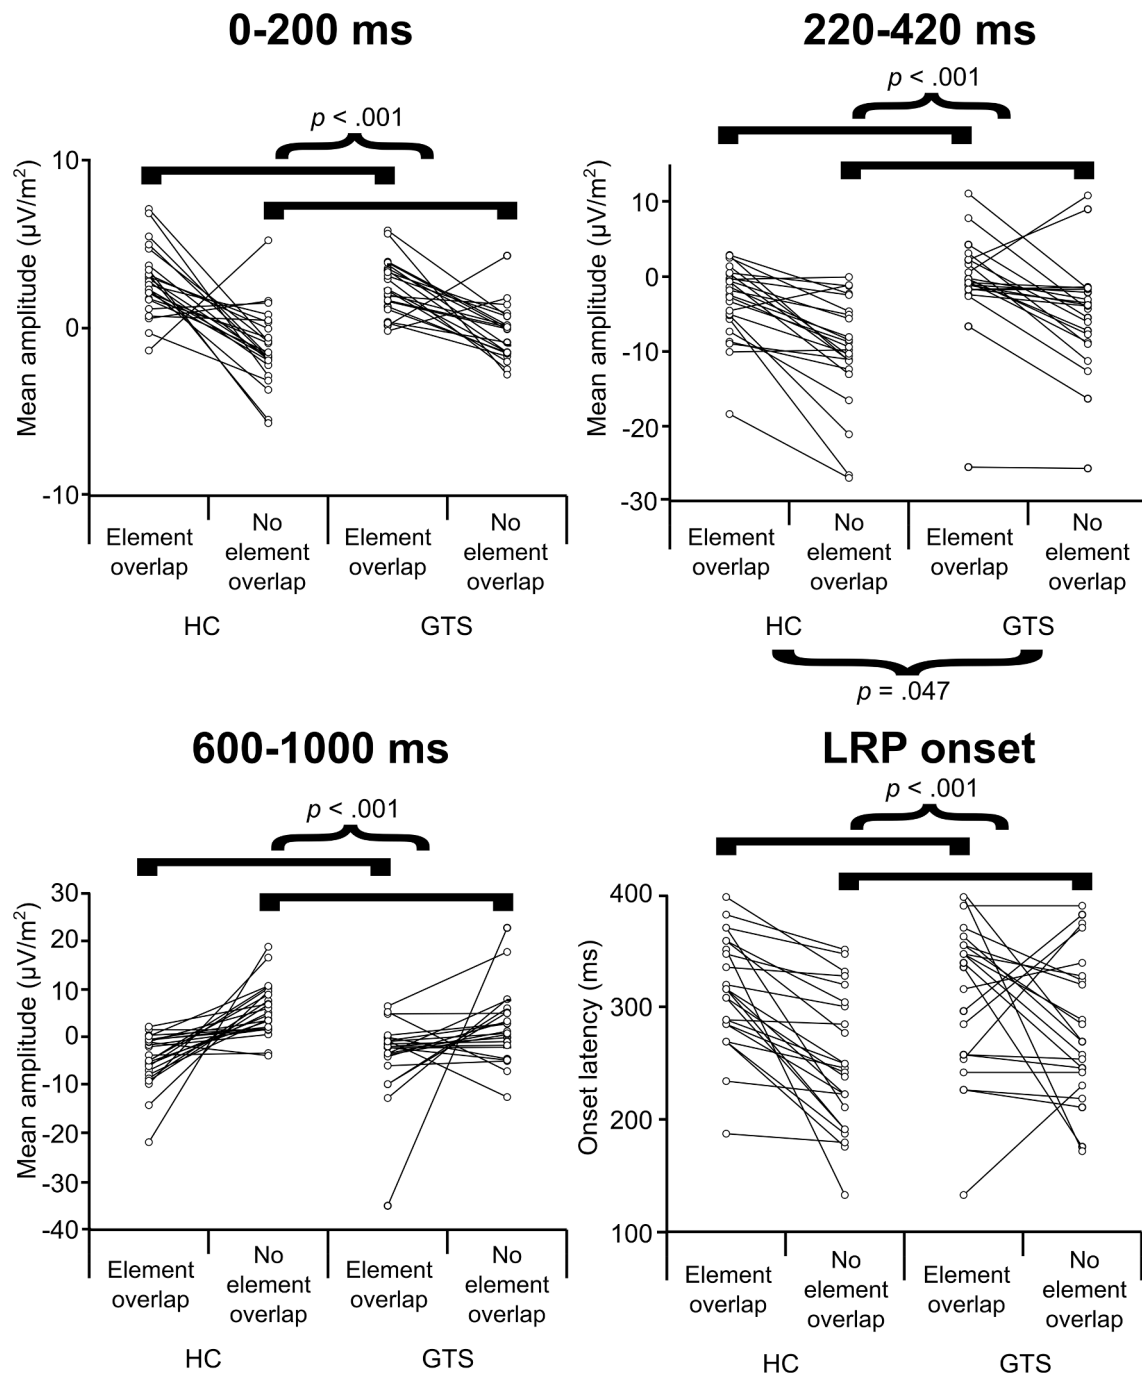 0-200 ms
p < .001
Mean amplitude (µV/m²)
10
0
-10
Element
overlap
No
element
overlap
Element
overlap
No
element
overlap
HC
GTS
220-420 ms
p < .001
Mean amplitude (µV/m²)
10
0
-10
-20
-30
Element
overlap
No
element
overlap
Element
overlap
No
element
overlap
HC
GTS
p = .047
600-1000 ms
p < .001
Mean amplitude (µV/m²)
30
20
10
0
-10
-20
-30
-40
Element
overlap
No
element
overlap
Element
overlap
No
element
overlap
HC
GTS
LRP onset
p < .001
Onset latency (ms)
400
300
200
100
Element
overlap
No
element
overlap
Element
overlap
No
element
overlap
HC
GTS